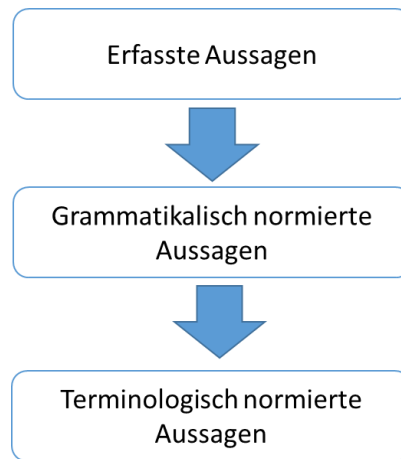 Erfasste Aussagen
Grammatikalisch normierte
Aussagen
Terminologisch normierte
Aussagen